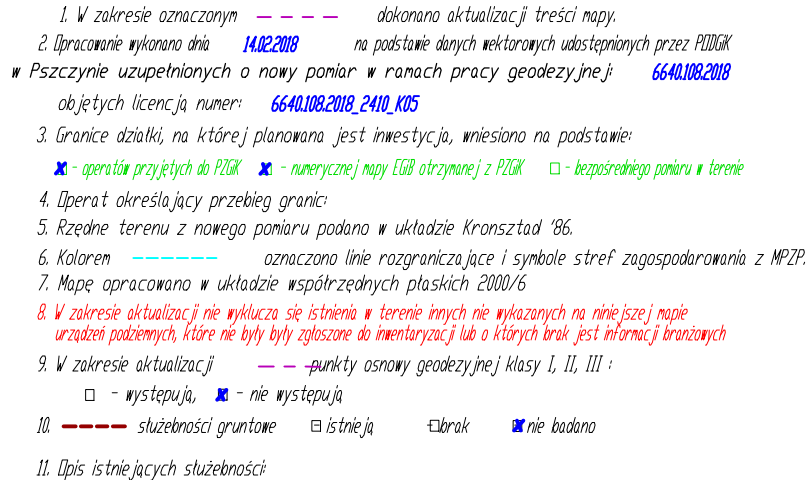 1. W zakresie oznaczonym dokonano aktualizacji treści mapy.
2. Opracowanie wykonano dnia 14.02.2018 na podstawie danych wektorowych udostępnionych przez PODGiK
w Pszczynie uzupełnionych o nowy pomiar w ramach pracy geodezyjnej: 6640.108.2018
objętych licencją numer: 6640.108.2018_2410_K05
3. Granice działki, na której planowana jest inwestycja, wniesiono na podstawie:
- operatów przyjętych do PZGiK - numerycznej mapy EGiB otrzymanej z PZGiK - bezpośredniego pomiaru w terenie
4. Operat określający przebieg granic:
5. Rzędne terenu z nowego pomiaru podano w układzie Kronsztad '86.
6. Kolorem oznaczono linie rozgraniczające i symbole stref zagospodarowania z MPZP.
7. Mapę opracowano w układzie współrzędnych płaskich 2000/6
8. W zakresie aktualizacji nie wyklucza się istnienia w terenie innych nie wykazanych na niniejszej mapie
urządzeń podziemnych, które nie były były zgłoszone do inwentaryzacji lub o których brak jest informacji branżowych
9. W zakresie aktualizacji punkty osnowy geodezyjnej klasy I, II, III :
- występują, - nie występują
10. służebności gruntowe - istnieją - brak nie badano
11. Opis istniejących służebności: